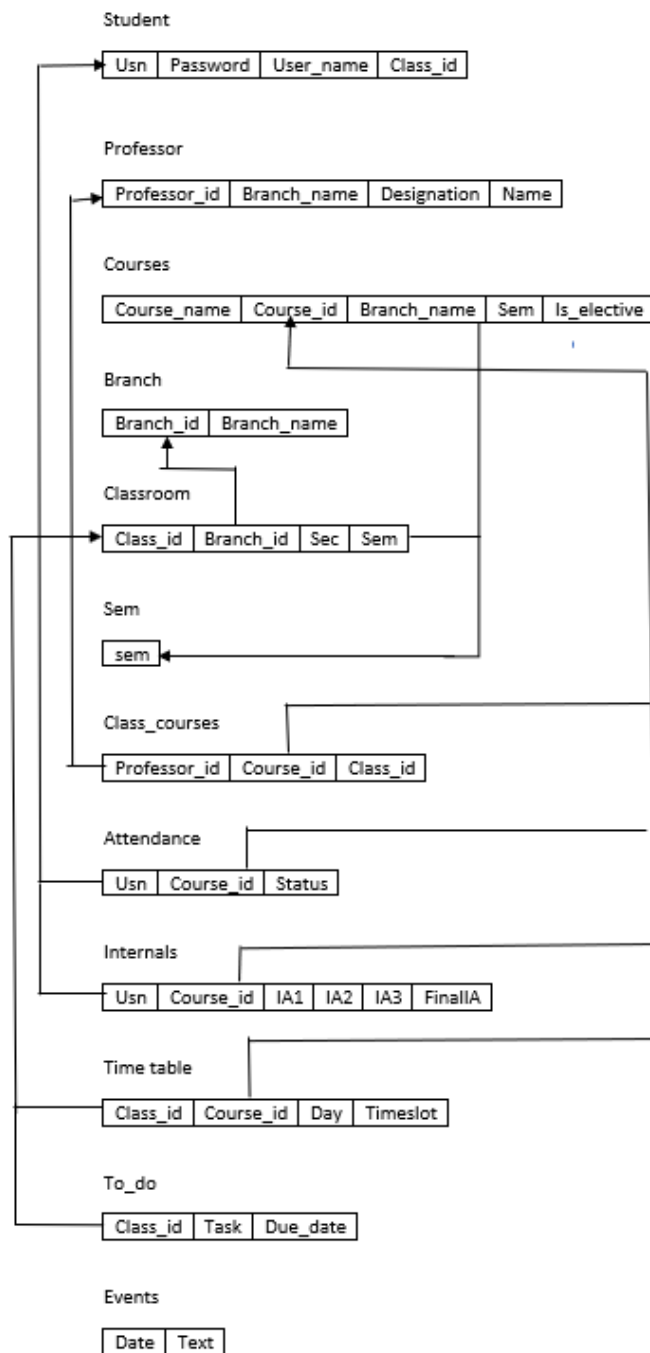 Student
Usn Password User_name Class_id
Professor
Professor_id Branch_name Designation Name
Courses
Course_name Course_id Branch_name Sem Is_elective
Branch
Branch_id Branch_name
Classroom
Class_id Branch_id Sec Sem
Sem
sem
Class_courses
Professor_id Course_id Class_id
Attendance
Usn Course_id Status
Internals
Usn Course_id IA1 IA2 IA3 FinalIA
Time table
Class_id Course_id Day Timeslot
To_do
Class_id Task Due_date
Events
Date Text